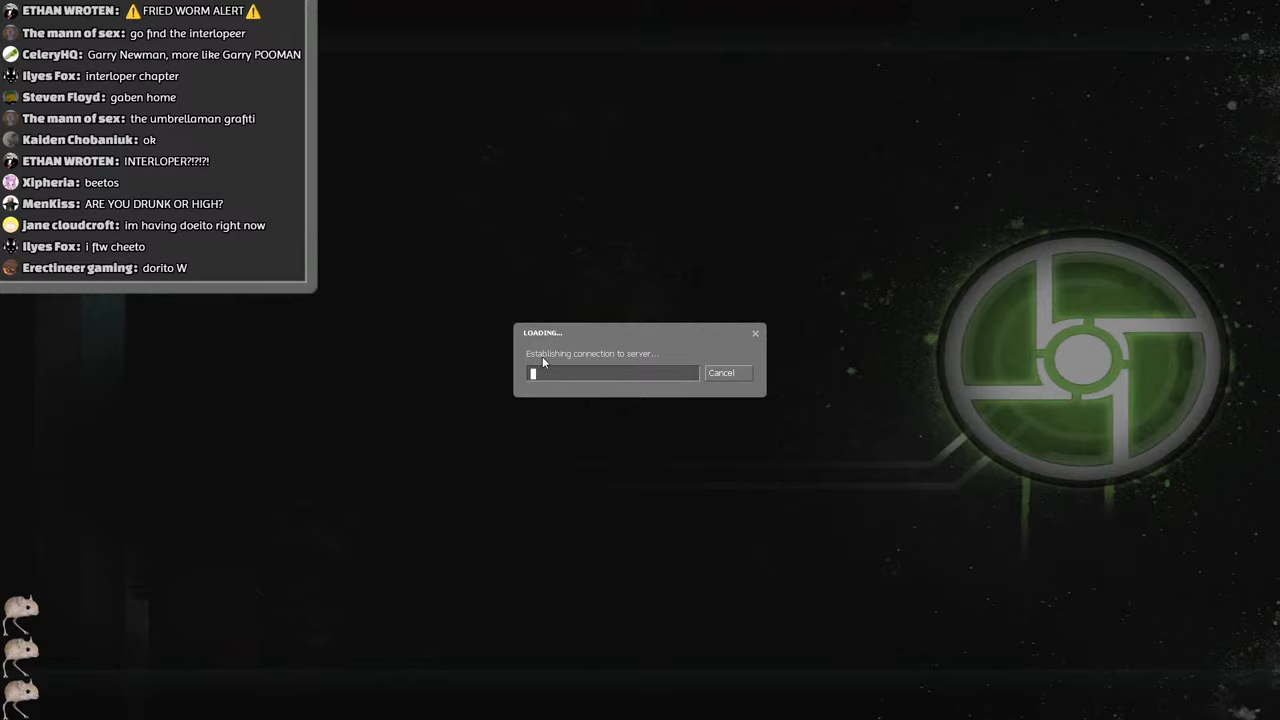 ETHAN WROTEN: ⚠️ FRIED WORM ALERT⚠️
The mann of sex: go find the interlopeer
CeleryHQ: Garry Newman, more like Garry POOMAN
Ilyes Fox: interloper chapter
Steven Floyd: gaben home
The mann of sex: the umbrellaman grafiti
Kaiden Chobaniuk: ok
ETHAN WROTEN: INTERLOPER?!?!?!
Xipheria: beetos
MenKiss: ARE YOU DRUNK OR HIGH?
jane cloudcroft: im having doeito right now
Ilyes Fox: i ftw cheeto
Erectineer gaming: dorito W
LOADING...
Establishing connection to server...
Cancel